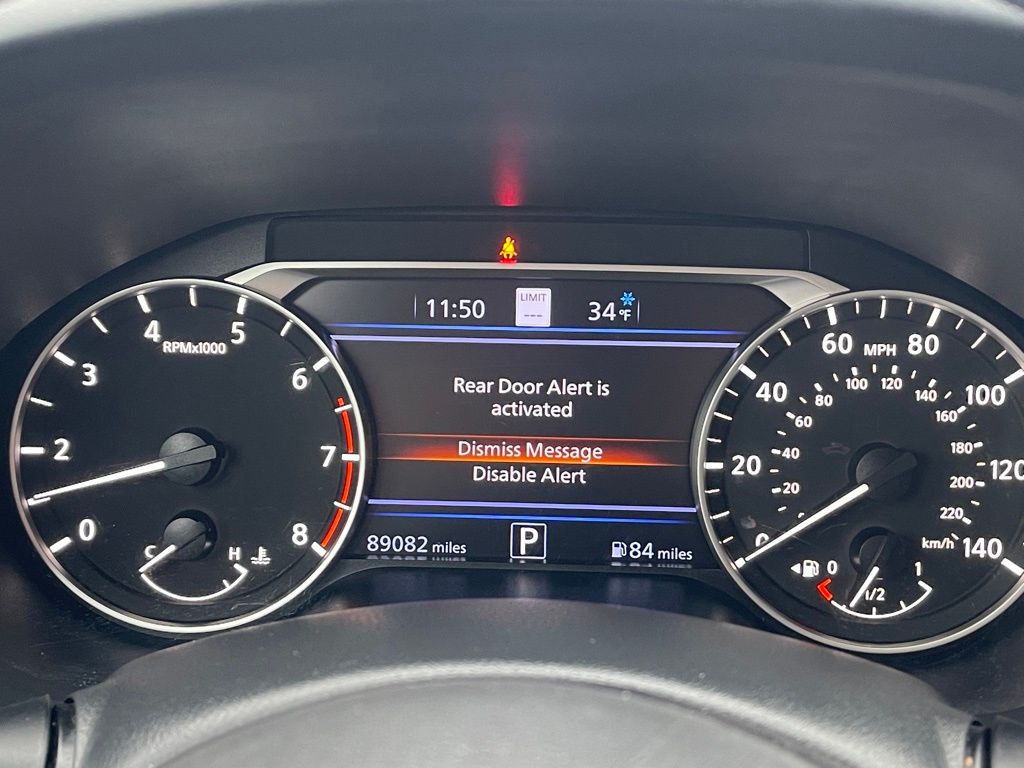 11:50
LIMIT
---
34°F
Rear Door Alert is
activated
Dismiss Message
Disable Alert
89082 miles
P
84 miles
0
2
3
4
5
6
7
8
RPMx1000
C
H
0
20
40
60
80
100
120
140
MPH
20
40
60
80
100
120
140
160
180
200
220
km/h
0
1/2
1